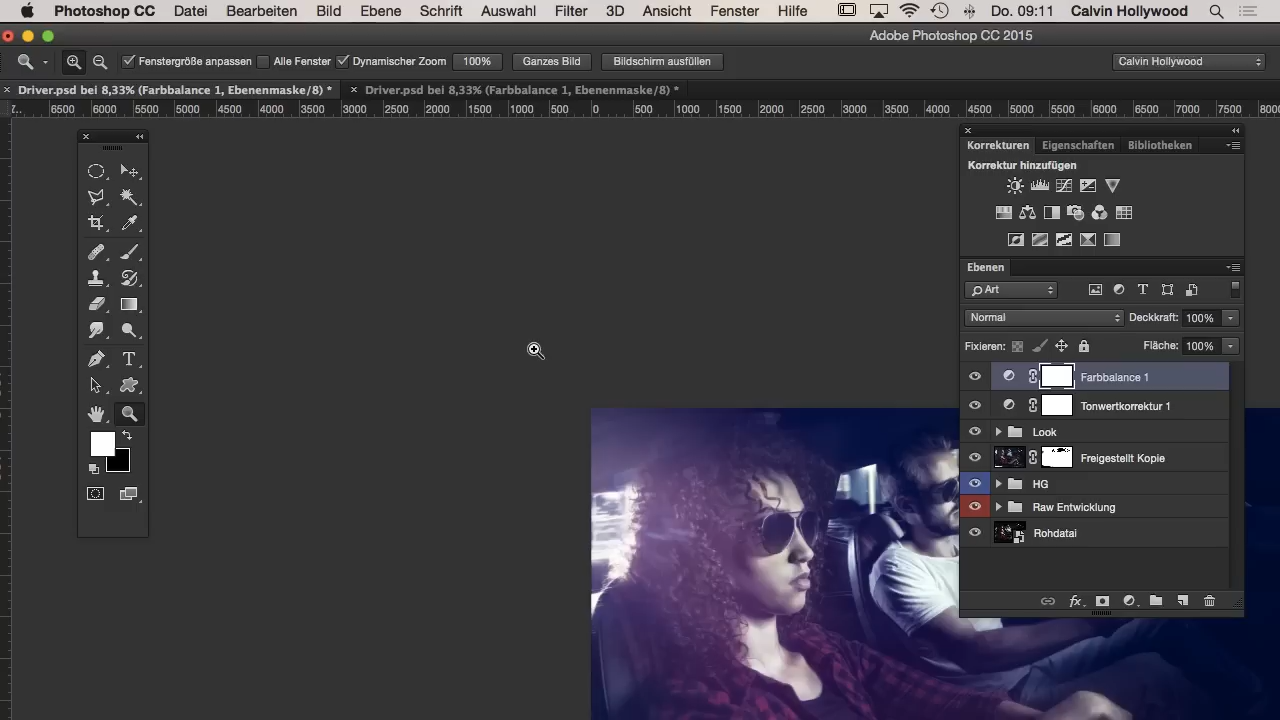 Photoshop CC Datei Bearbeiten Bild Ebene Schrift Auswahl Filter 3D Ansicht Fenster Hilfe Do. 09:11 Calvin Hollywood
Adobe Photoshop CC 2015
Fenstergröße anpassen Alle Fenster Dynamischer Zoom 100% Ganzes Bild Bildschirm ausfüllen Calvin Hollywood
Driver.psd bei 8,33% (Farbbalance 1, Ebenenmaske/8) * Driver.psd bei 8,33% (Farbbalance 1, Ebenenmaske/8) *
7... 6500 6000 5500 5000 4500 4000 3500 3000 2500 2000 1500 1000 500 0 500 1000 1500 2000 2500 3000 3500 4000 4500 5000 5500 6000 6500 7000 7500 8000
Korrekturen Eigenschaften Bibliotheken
Korrektur hinzufügen
Ebenen
Art
Normal Deckkraft: 100%
Fixieren: Fläche: 100%
Farbbalance 1
Tonwertkorrektur 1
Look
Freigestellt Kopie
HG
Raw Entwicklung
Rohdatai
fx